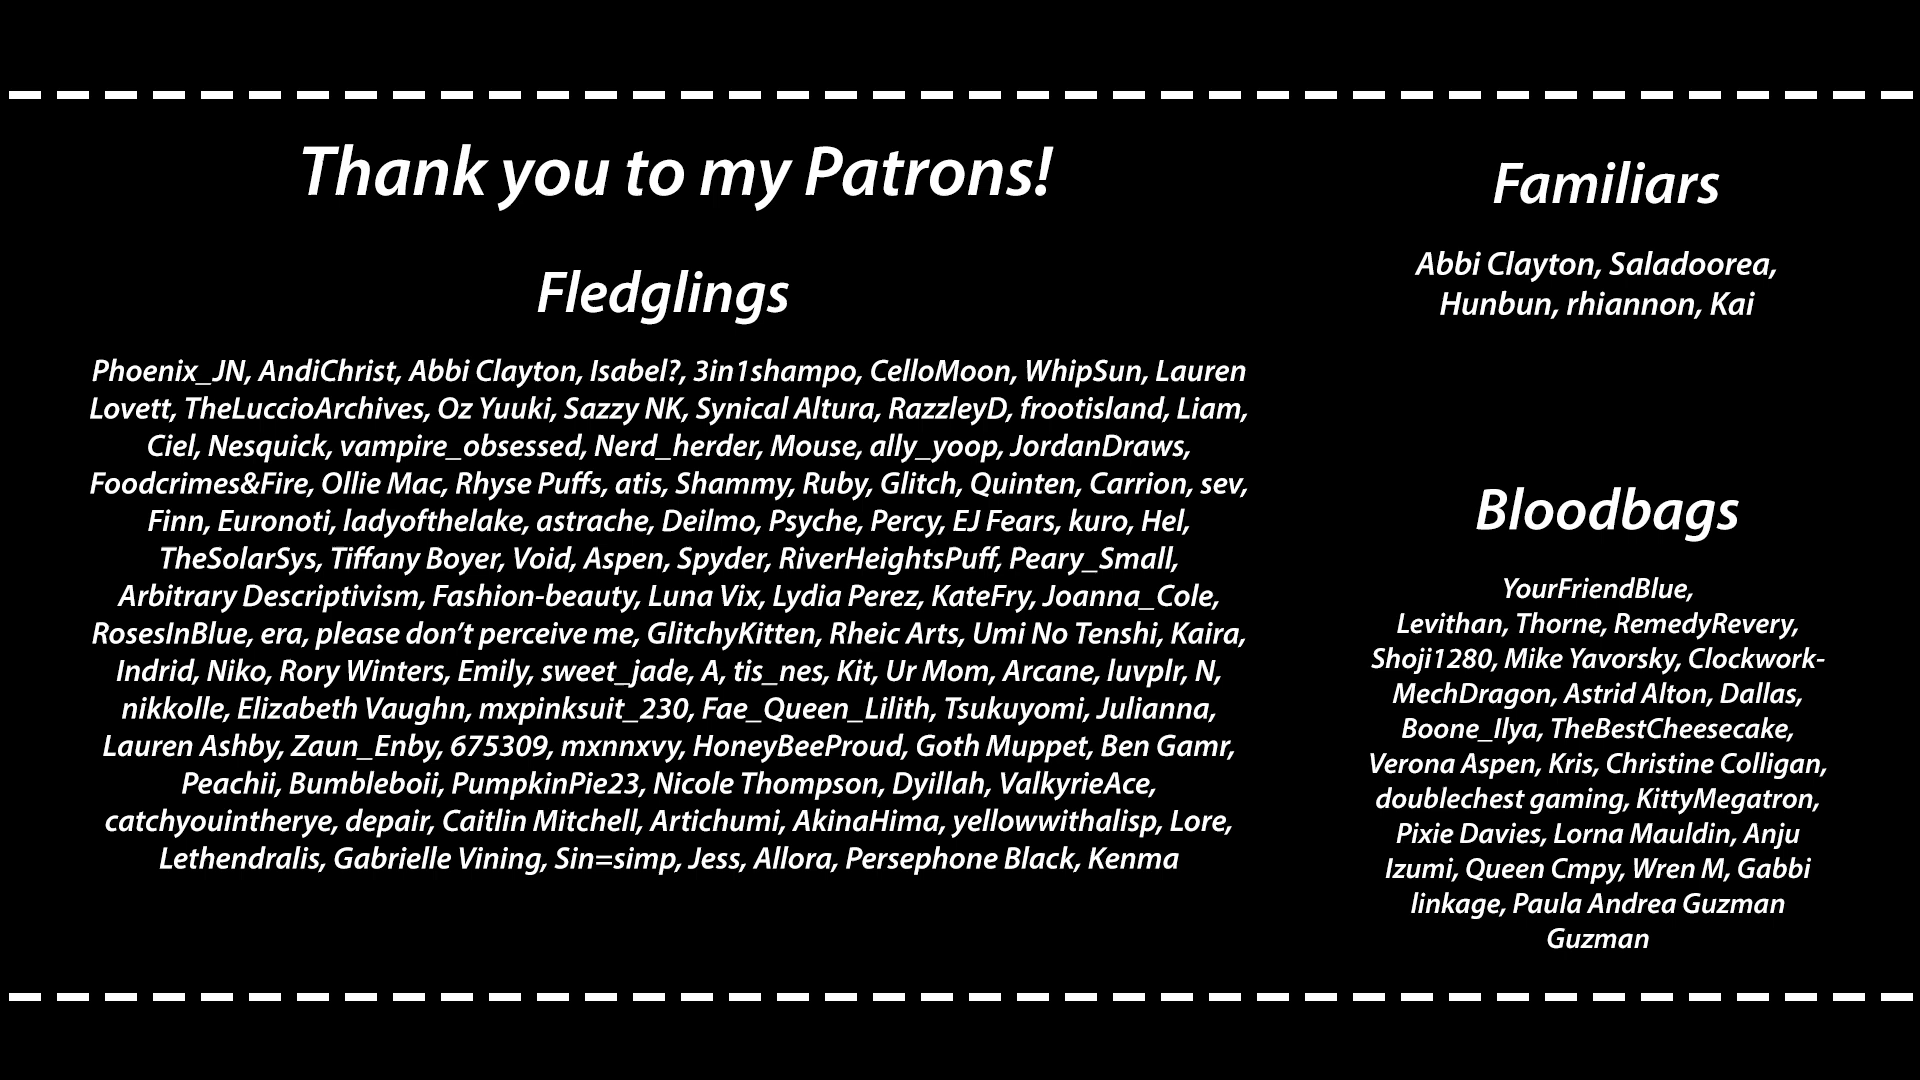 Thank you to my Patrons!
Fledglings
Phoenix_JN, AndiChrist, Abbi Clayton, Isabel?, 3in1shampo, CelloMoon, WhipSun, Lauren
Lovett, TheLuccioArchives, Oz Yuuki, Sazzy NK, Synical Altura, RazzleyD, frootisland, Liam,
Ciel, Nesquick, vampire_obsessed, Nerd_herder, Mouse, ally_yoop, JordanDraws,
Foodcrimes&Fire, Ollie Mac, Rhyse Puffs, atis, Shammy, Ruby, Glitch, Quinten, Carrion, sev,
Finn, Euronoti, ladyofthelake, astrache, Deilmo, Psyche, Percy, EJ Fears, kuro, Hel,
TheSolarSys, Tiffany Boyer, Void, Aspen, Spyder, RiverHeightsPuff, Peary_Small,
Arbitrary Descriptivism, Fashion-beauty, Luna Vix, Lydia Perez, KateFry, Joanna_Cole,
RosesInBlue, era, please don’t perceive me, GlitchyKitten, Rheic Arts, Umi No Tenshi, Kaira,
Indrid, Niko, Rory Winters, Emily, sweet_jade, A, tis_nes, Kit, Ur Mom, Arcane, luvplr, N,
nikkolle, Elizabeth Vaughn, mxpinksuit_230, Fae_Queen_Lilith, Tsukuyomi, Julianna,
Lauren Ashby, Zaun_Enby, 675309, mxnnxvy, HoneyBeeProud, Goth Muppet, Ben Gamr,
Peachii, Bumbleboii, PumpkinPie23, Nicole Thompson, Dyillah, ValkyrieAce,
catchyouintherye, depair, Caitlin Mitchell, Artichumi, AkinaHima, yellowwithalisp, Lore,
Lethendralis, Gabrielle Vining, Sin=simp, Jess, Allora, Persephone Black, Kenma
Familiars
Abbi Clayton, Saladoorea,
Hunbun, rhiannon, Kai
Bloodbags
YourFriendBlue,
Levithan, Thorne, RemedyRevery,
Shoji1280, Mike Yavorsky, Clockwork-
MechDragon, Astrid Alton, Dallas,
Boone_Ilya, TheBestCheesecake,
Verona Aspen, Kris, Christine Colligan,
doublechest gaming, KittyMegatron,
Pixie Davies, Lorna Mauldin, Anju
Izumi, Queen Cmpy, Wren M, Gabbi
linkage, Paula Andrea Guzman
Guzman